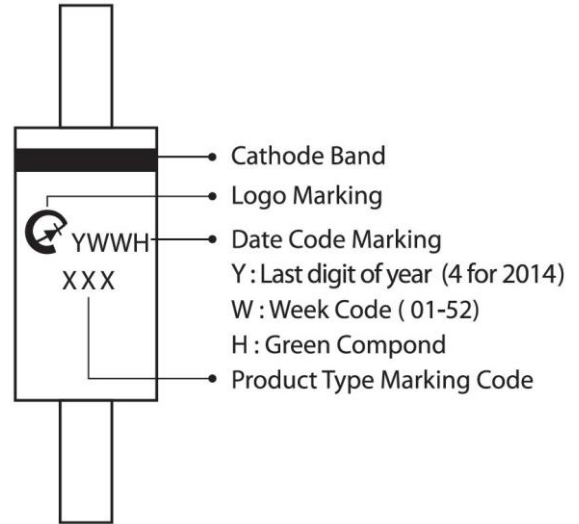 Cathode Band
Logo Marking
YWWH
Date Code Marking
XXX
Y : Last digit of year (4 for 2014)
W : Week Code ( 01-52)
H : Green Compond
Product Type Marking Code